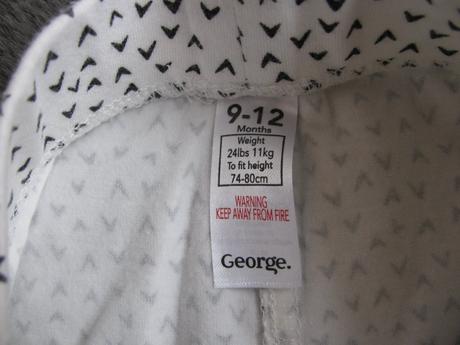 9-12
Months
Weight
24lbs 11kg
To fit height
74-80cm
WARNING
KEEP AWAY FROM FIRE
George.